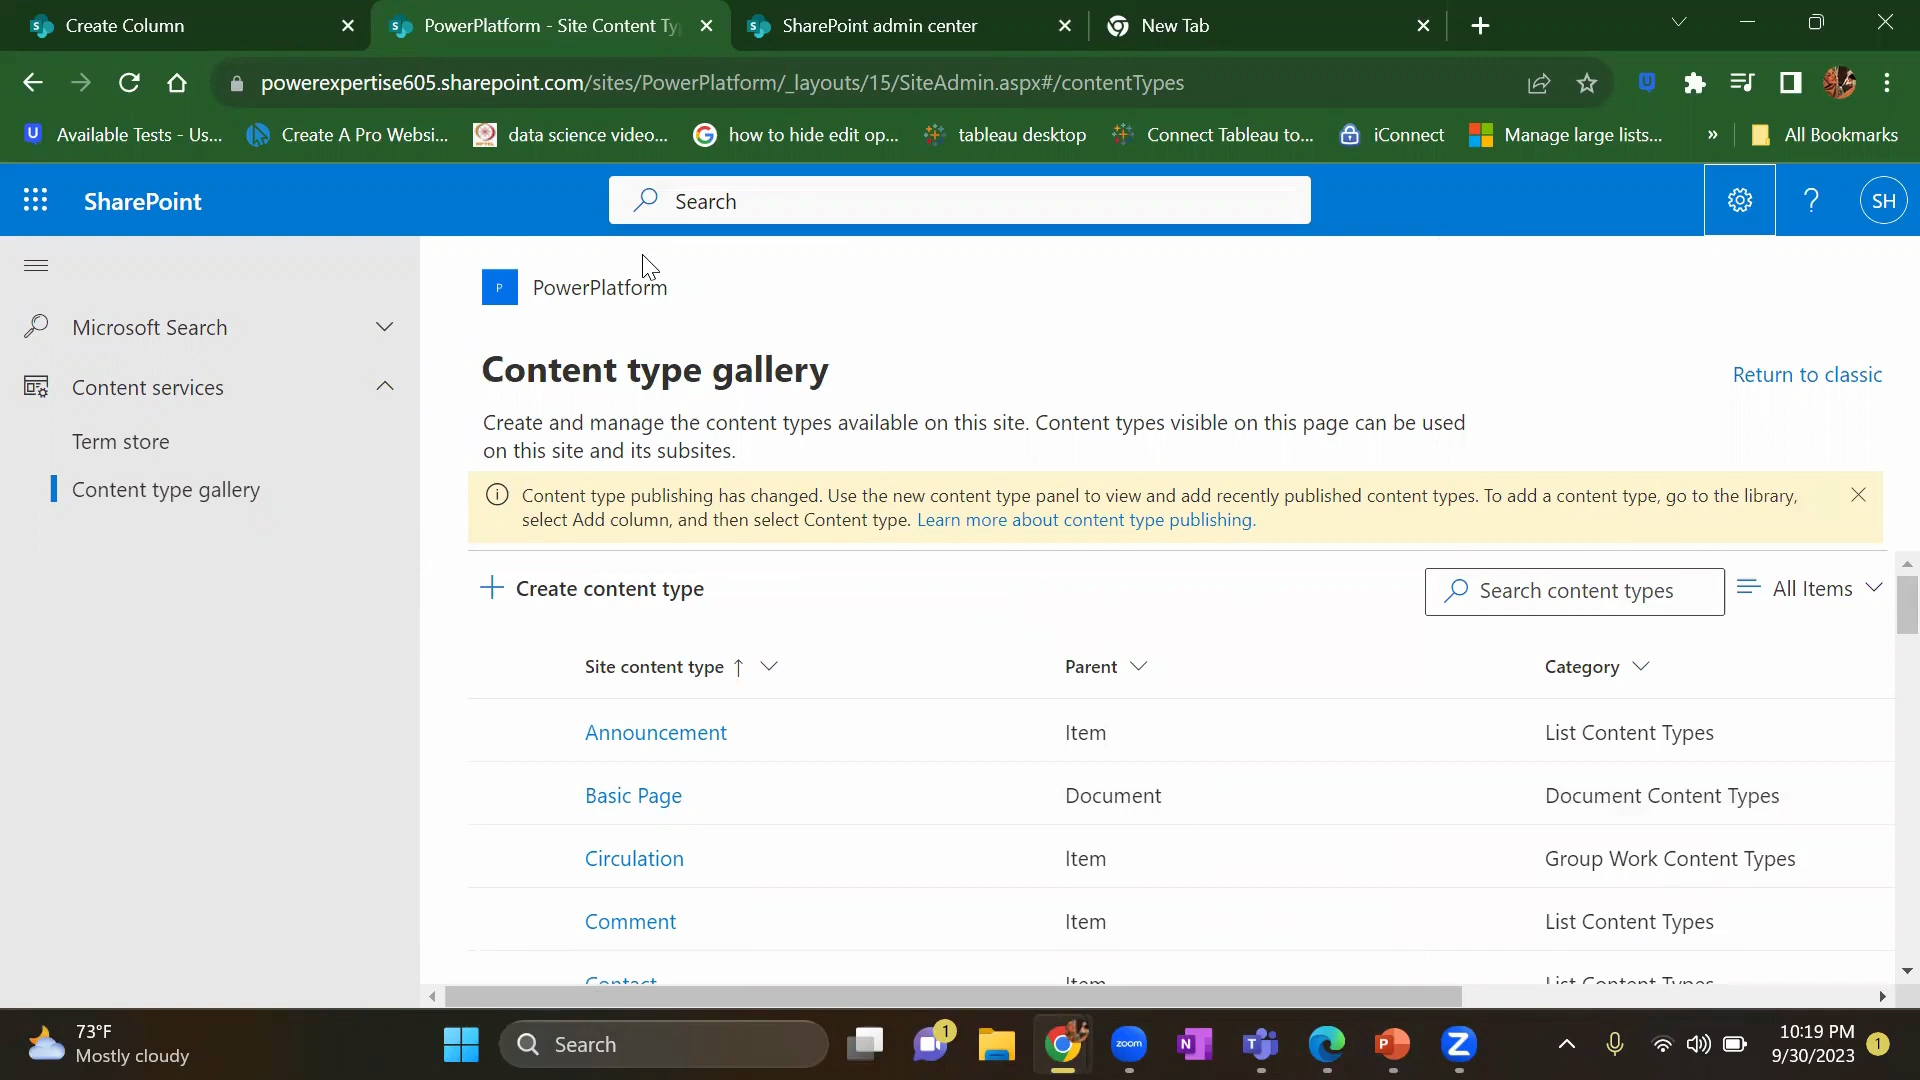 Create Column
PowerPlatform - Site Content Ty
SharePoint admin center
New Tab
powerexpertise605.sharepoint.com/sites/PowerPlatform/_layouts/15/SiteAdmin.aspx#/contentTypes
Available Tests - Us...
Create A Pro Websi...
data science video...
how to hide edit op...
tableau desktop
Connect Tableau to...
iConnect
Manage large lists...
»
All Bookmarks
SharePoint
Search
SH
Microsoft Search
Content services
Term store
Content type gallery
P
PowerPlatform
Content type gallery
Return to classic
Create and manage the content types available on this site. Content types visible on this page can be used
on this site and its subsites.
Content type publishing has changed. Use the new content type panel to view and add recently published content types. To add a content type, go to the library,
select Add column, and then select Content type. Learn more about content type publishing.
Create content type
Search content types
All Items
Site content type
Parent
Category
Announcement
Item
List Content Types
Basic Page
Document
Document Content Types
Circulation
Item
Group Work Content Types
Comment
Item
List Content Types
Contact
Item
List Content Types
73°F
Mostly cloudy
Search
1
zoom
10:19 PM
9/30/2023
1